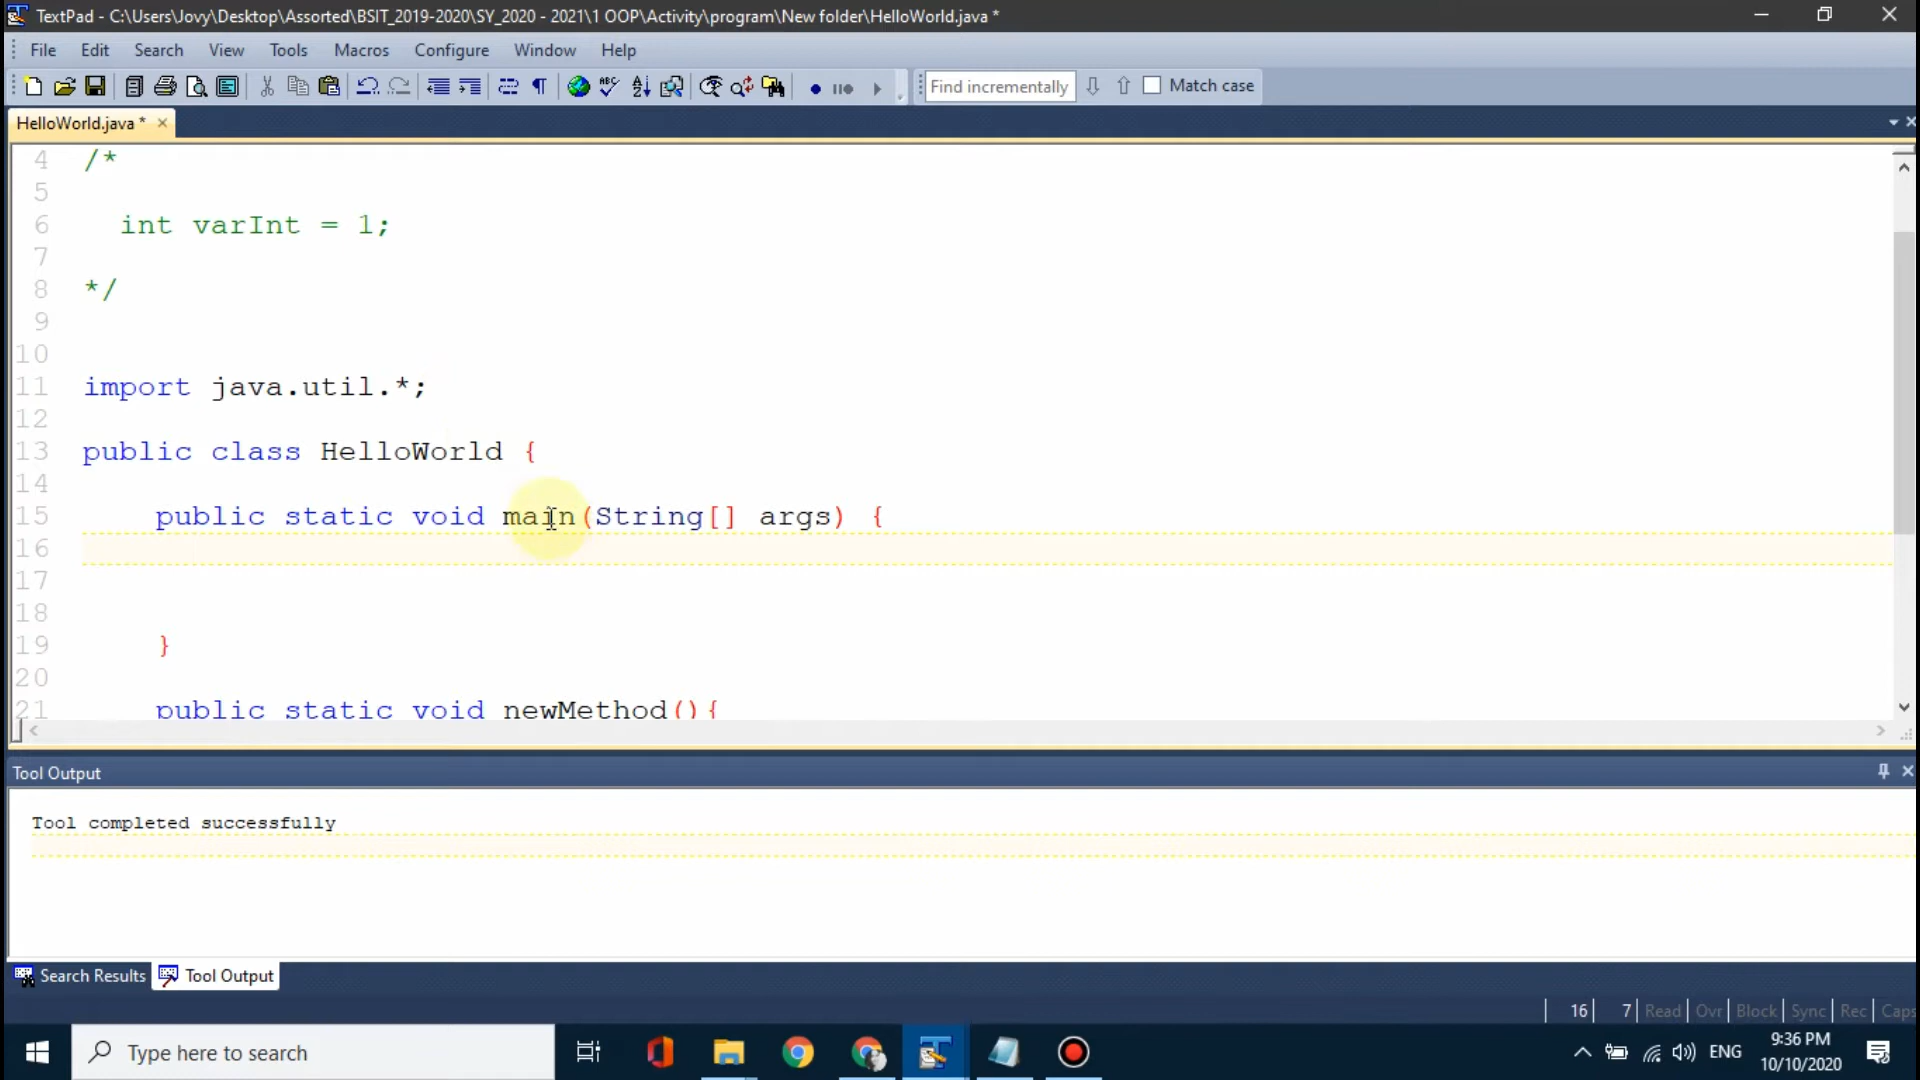 TextPad - C:\Users\Jovy\Desktop\Assorted\BSIT_2019-2020\SY_2020 - 2021\1 OOP\Activity\program\New folder\HelloWorld.java *
File Edit Search View Tools Macros Configure Window Help
Find incrementally Match case
HelloWorld.java *
4 /*
5
6 int varInt = 1;
7
8 */
9
10
11 import java.util.*;
12
13 public class HelloWorld {
14
15 public static void main(String[] args) {
16
17
18
19 }
20
21 public static void newMethod(){
Tool Output
Tool completed successfully
Search Results Tool Output
16 7 Read Ovr Block Sync Rec Caps
Type here to search
ENG
9:36 PM
10/10/2020